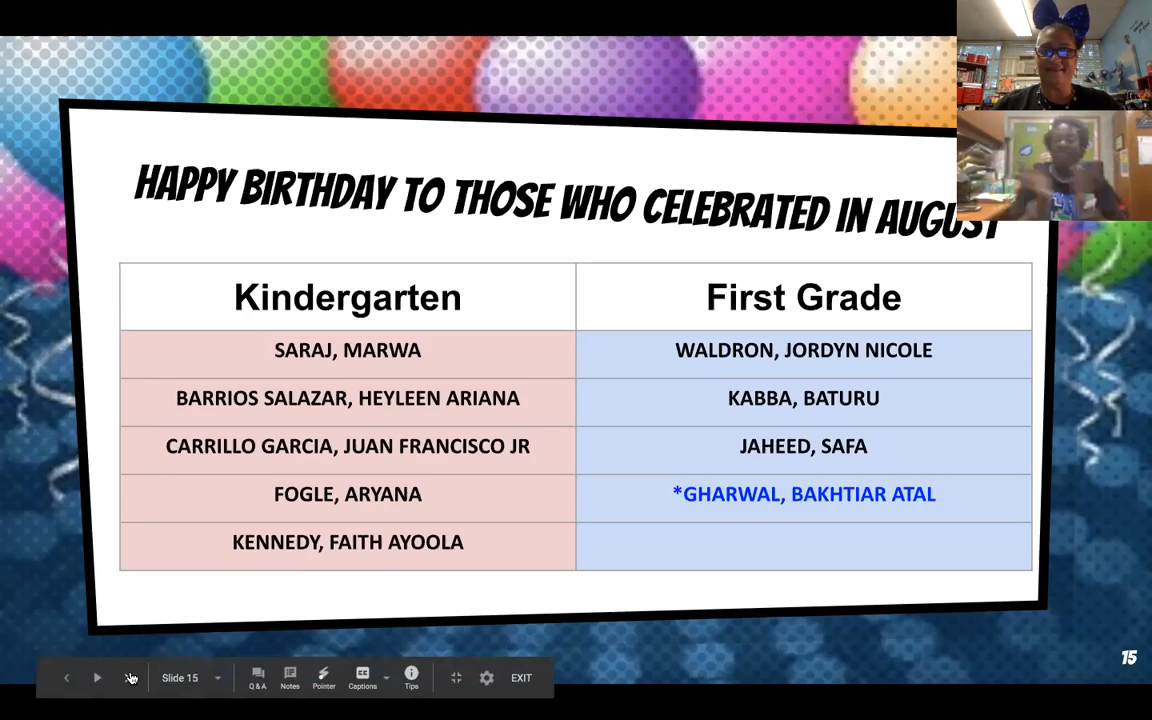 HAPPY BIRTHDAY TO THOSE WHO CELEBRATED IN AUGUST
Kindergarten First Grade
SARAJ, MARWA WALDRON, JORDYN NICOLE
BARRIOS SALAZAR, HEYLEEN ARIANA KABBA, BATURU
CARRILLO GARCIA, JUAN FRANCISCO JR JAHEED, SAFA
FOGLE, ARYANA *GHARWAL, BAKHTIAR ATAL
KENNEDY, FAITH AYOOLA
15
Slide 15 Q&A Notes Pointer Captions Tips EXIT